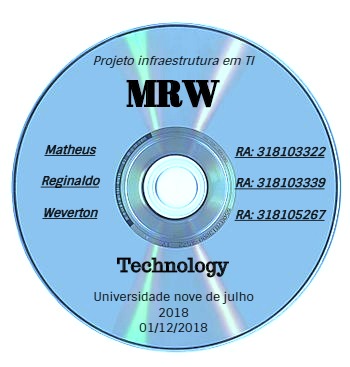 Projeto infraestrutura em TI
MRW
Matheus RA: 318103322
Reginaldo RA: 318103339
Weverton RA: 318105267
Technology
Universidade nove de julho
2018
01/12/2018